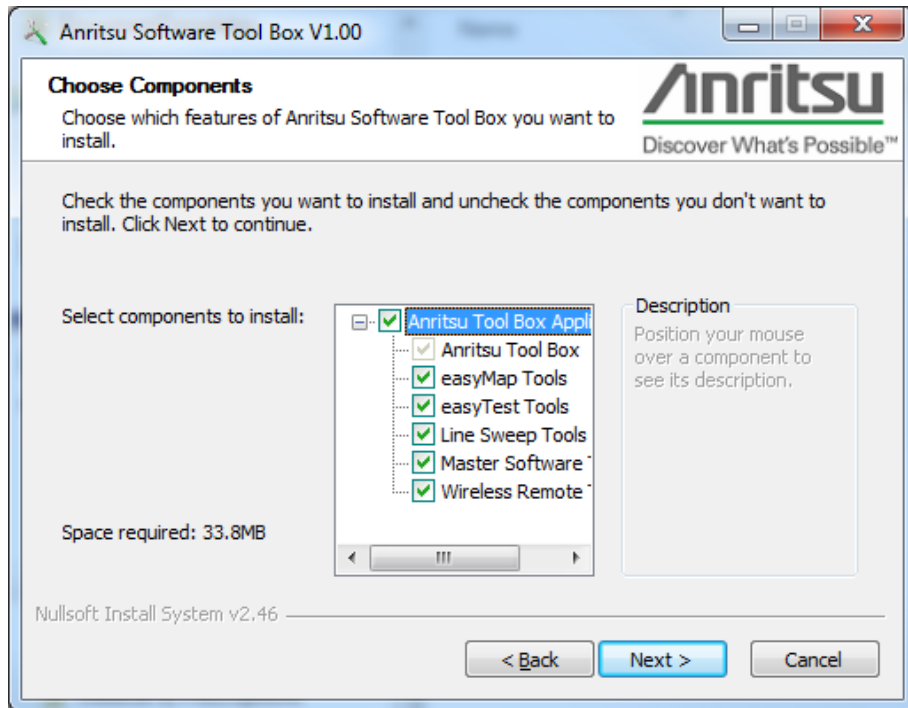 Anritsu Software Tool Box V1.00
Choose Components
Choose which features of Anritsu Software Tool Box you want to
install.
Anritsu
Discover What's Possible™
Check the components you want to install and uncheck the components you don't want to
install. Click Next to continue.
Select components to install:
Anritsu Tool Box Appli
Anritsu Tool Box
easyMap Tools
easyTest Tools
Line Sweep Tools
Master Software
Wireless Remote
Description
Position your mouse
over a component to
see its description.
Space required: 33.8MB
Nullsoft Install System v2.46
< Back
Next >
Cancel